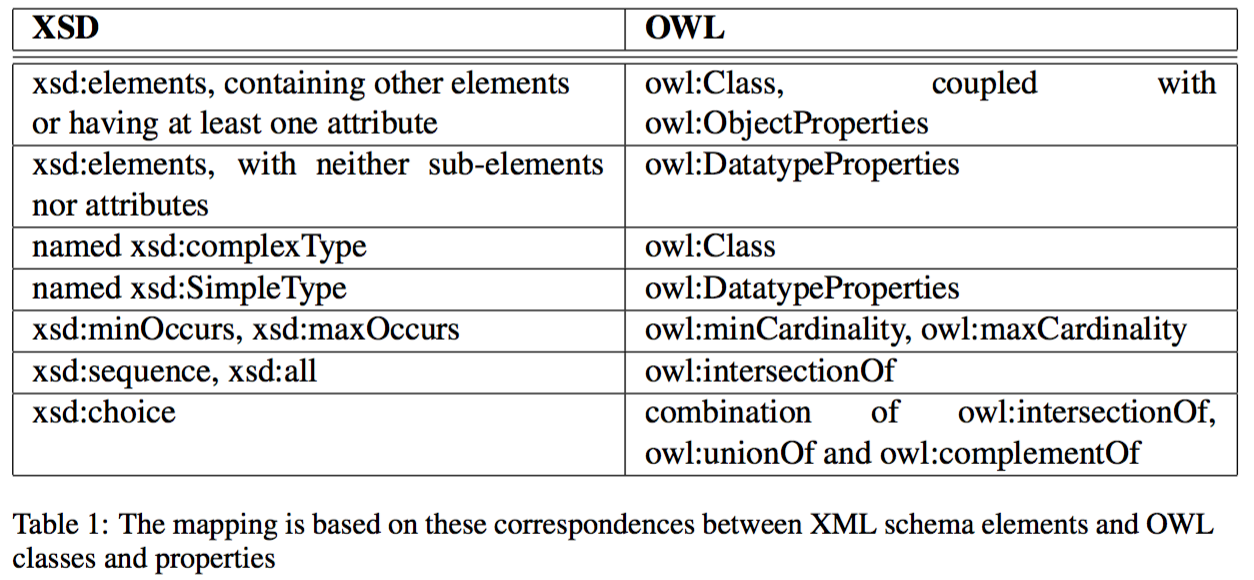 XSD OWL
xsd:elements, containing other elements owl:Class, coupled with
or having at least one attribute owl:ObjectProperties
xsd:elements, with neither sub-elements owl:DatatypeProperties
nor attributes
named xsd:complexType owl:Class
named xsd:SimpleType owl:DatatypeProperties
xsd:minOccurs, xsd:maxOccurs owl:minCardinality, owl:maxCardinality
xsd:sequence, xsd:all owl:intersectionOf
xsd:choice combination of owl:intersectionOf,
owl:unionOf and owl:complementOf
Table 1: The mapping is based on these correspondences between XML schema elements and OWL
classes and properties